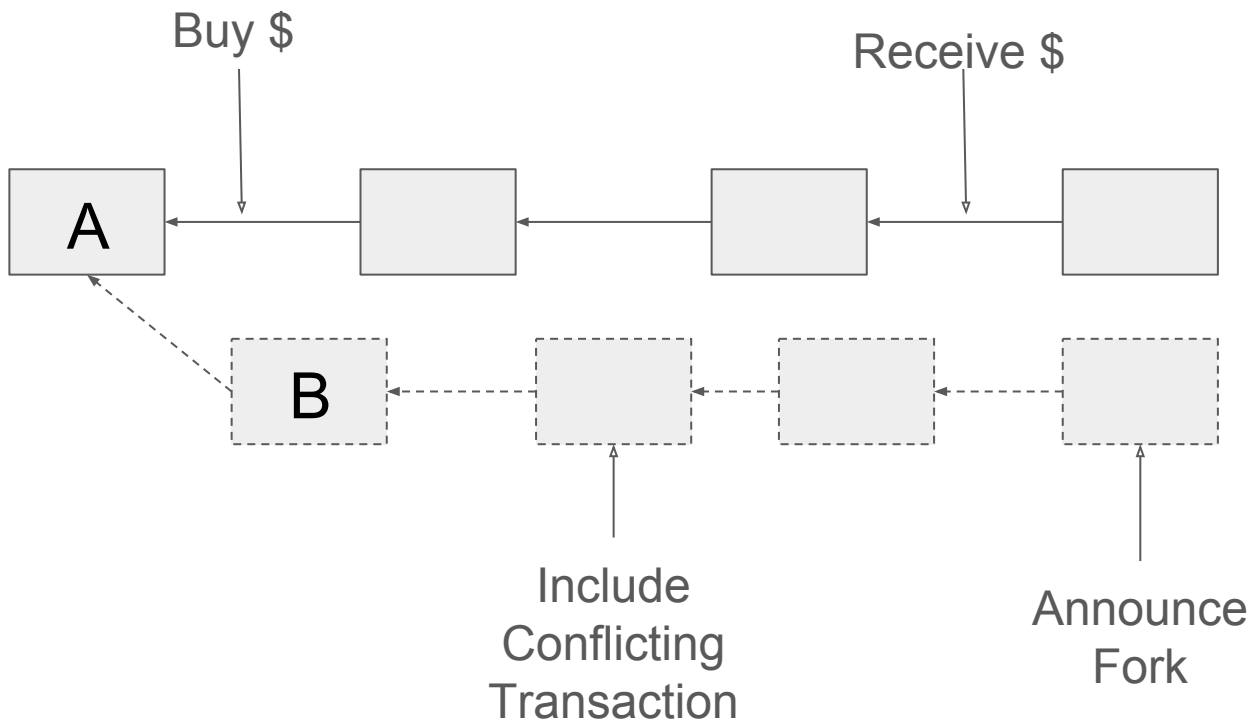 Buy $
Receive $
A
B
Include
Conflicting
Transaction
Announce
Fork